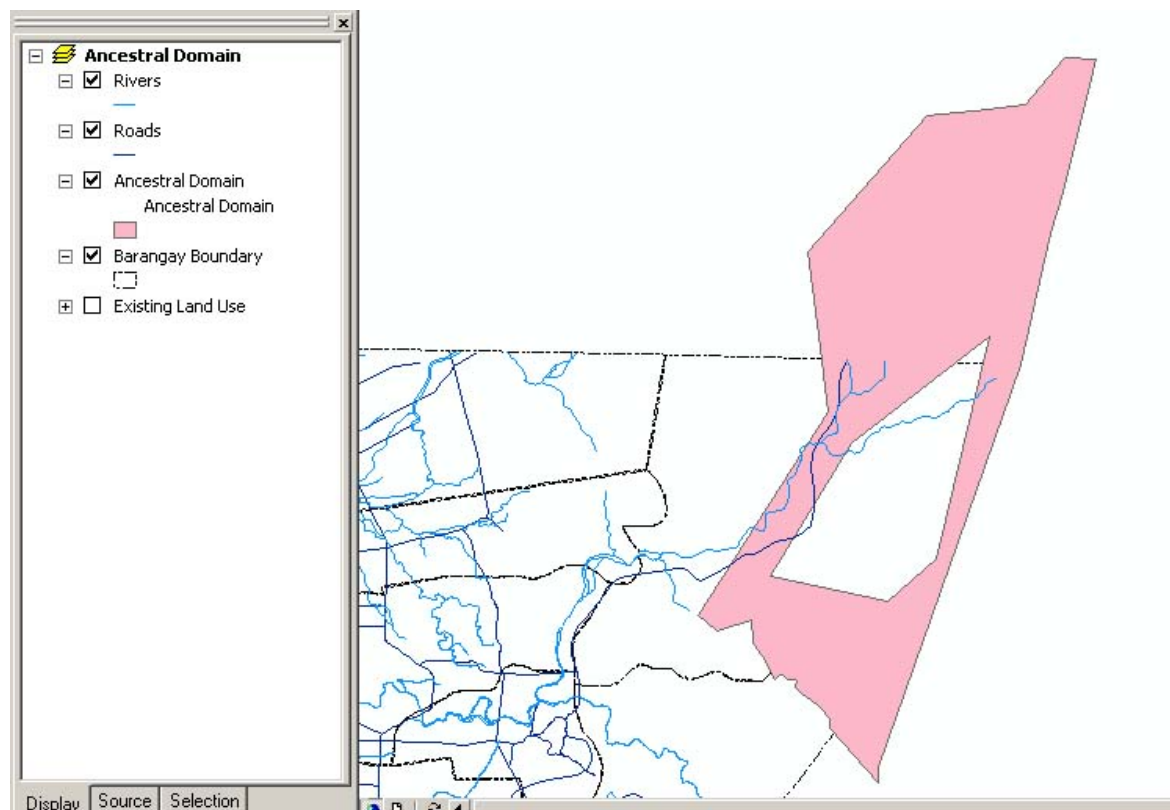 Ancestral Domain
Rivers
Roads
Ancestral Domain
Ancestral Domain
Barangay Boundary
Existing Land Use
Display Source Selection